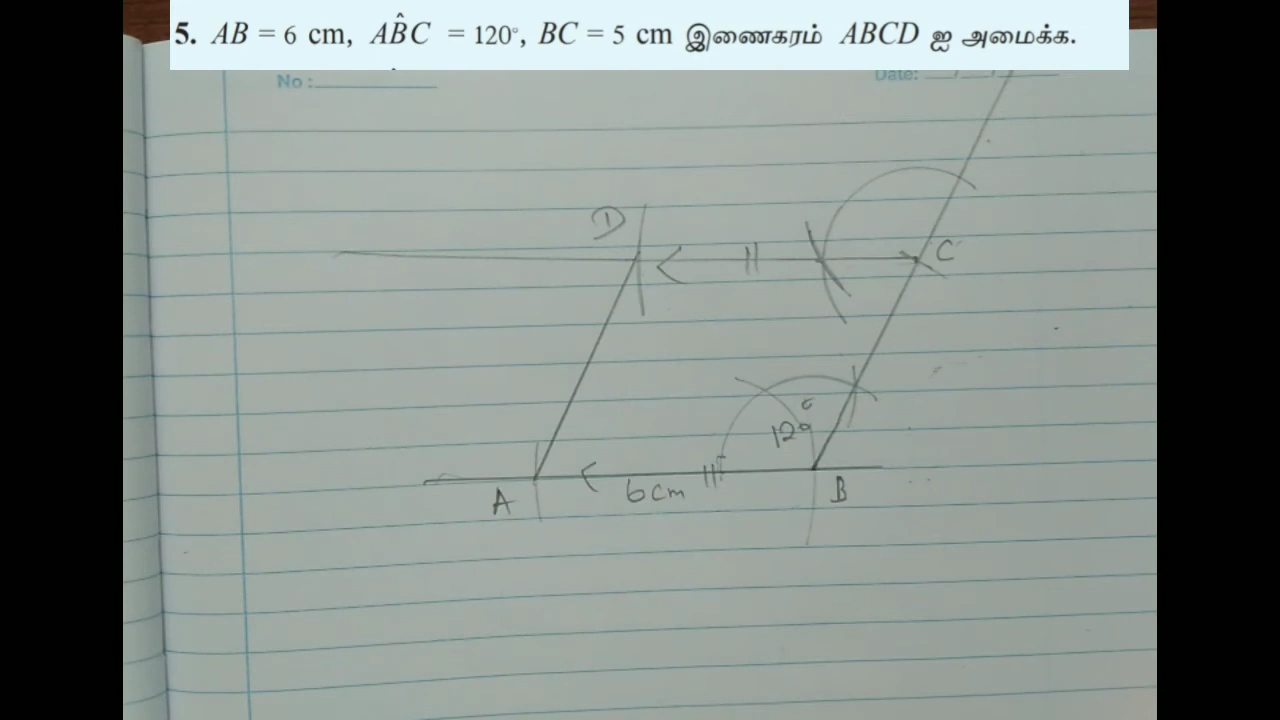 5. AB = 6 cm, AB̂C = 120°, BC = 5 cm இணைகரம் ABCD ஐ அமைக்க.
No :
Date:
D
C
120
A
6cm
B